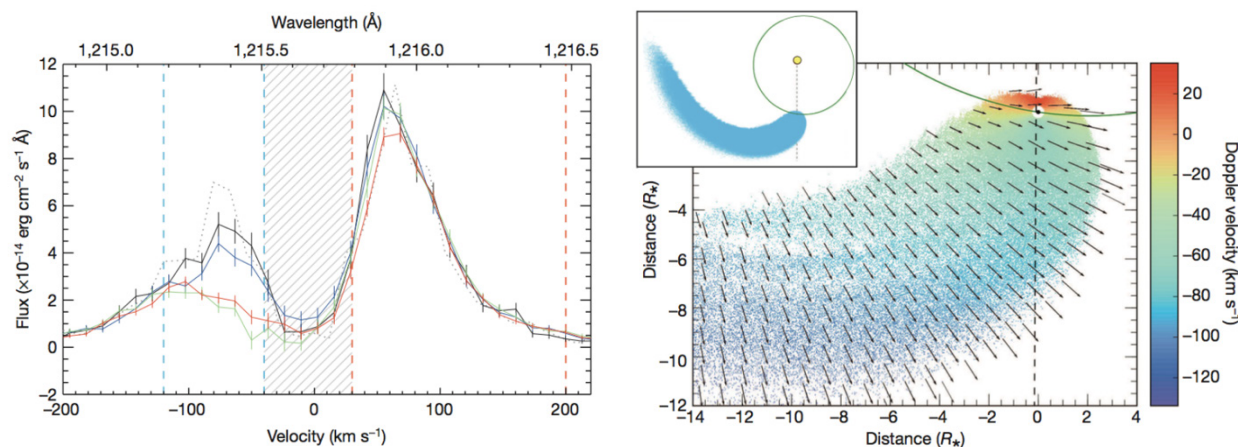 Wavelength (Å)
1,215.0 1,215.5 1,216.0 1,216.5
12
10
8
6
4
2
0
−2
Flux (×10⁻¹⁴ erg cm⁻² s⁻¹ Å)
−200 −100 0 100 200
Velocity (km s⁻¹)
Distance (R★)
−4
−6
−8
−10
−12
−14 −12 −10 −8 −6 −4 −2 0 2 4
Distance (R★)
20
0
−20
−40
−60
−80
−100
−120
Doppler velocity (km s⁻¹)